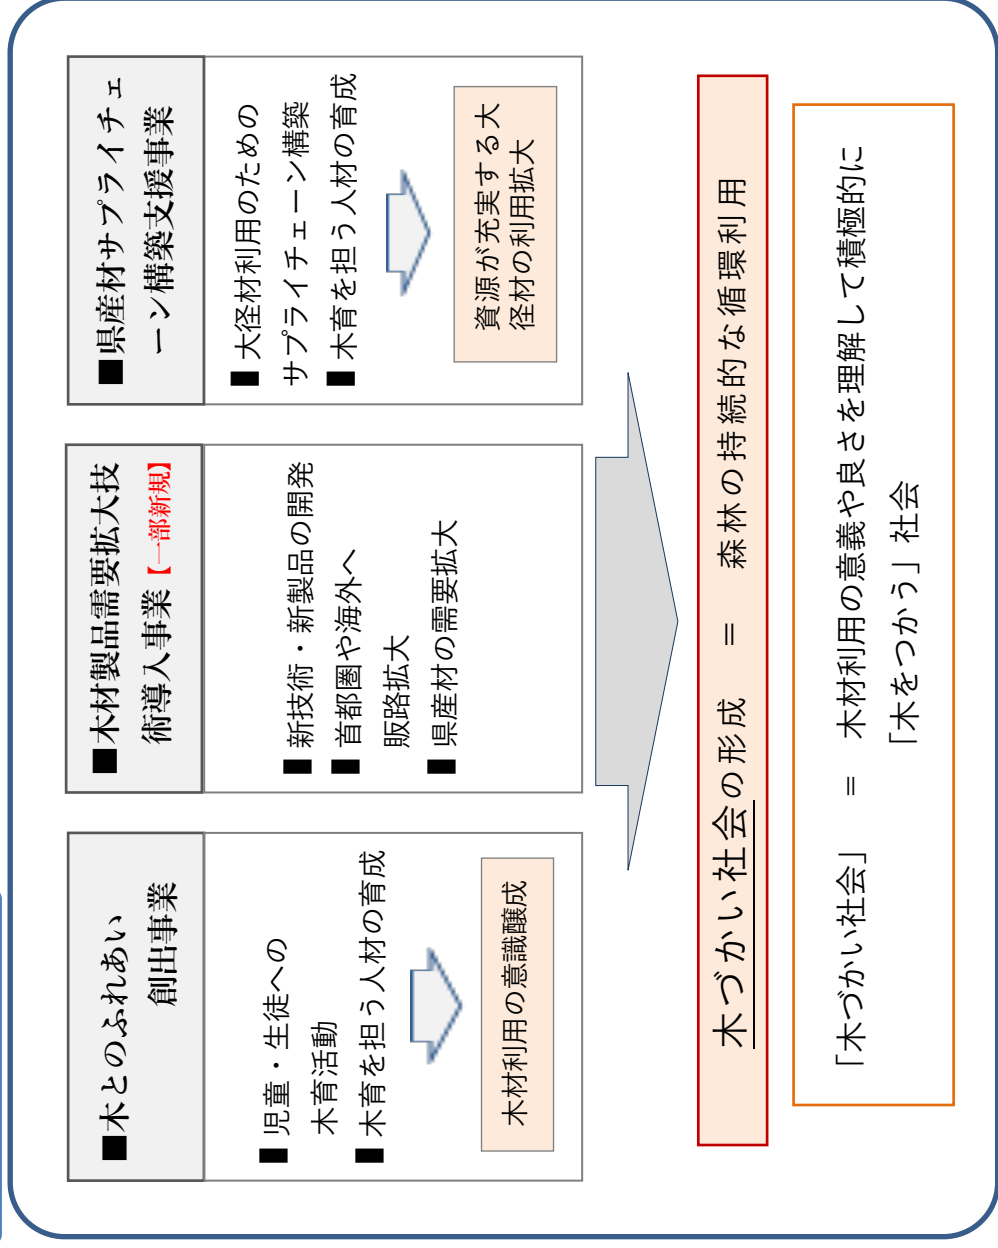 ■木とのふれあい
創出事業
■児童・生徒への
木育活動
■木育を担う人材の育成
木材利用の意識醸成
■木材製品需要拡大技
術導入事業【一部新規】
■新技術・新製品の開発
■首都圏や海外へ
販路拡大
■県産材の需要拡大
■県産材サプライチェ
ーン構築支援事業
■大径材利用のための
サプライチェーン構築
■木育を担う人材の育成
資源が充実する大
径材の利用拡大
木づかい社会の形成 ＝ 森林の持続的な循環利用
「木づかい社会」 ＝ 木材利用の意義や良さを理解して積極的に
「木をつかう」社会